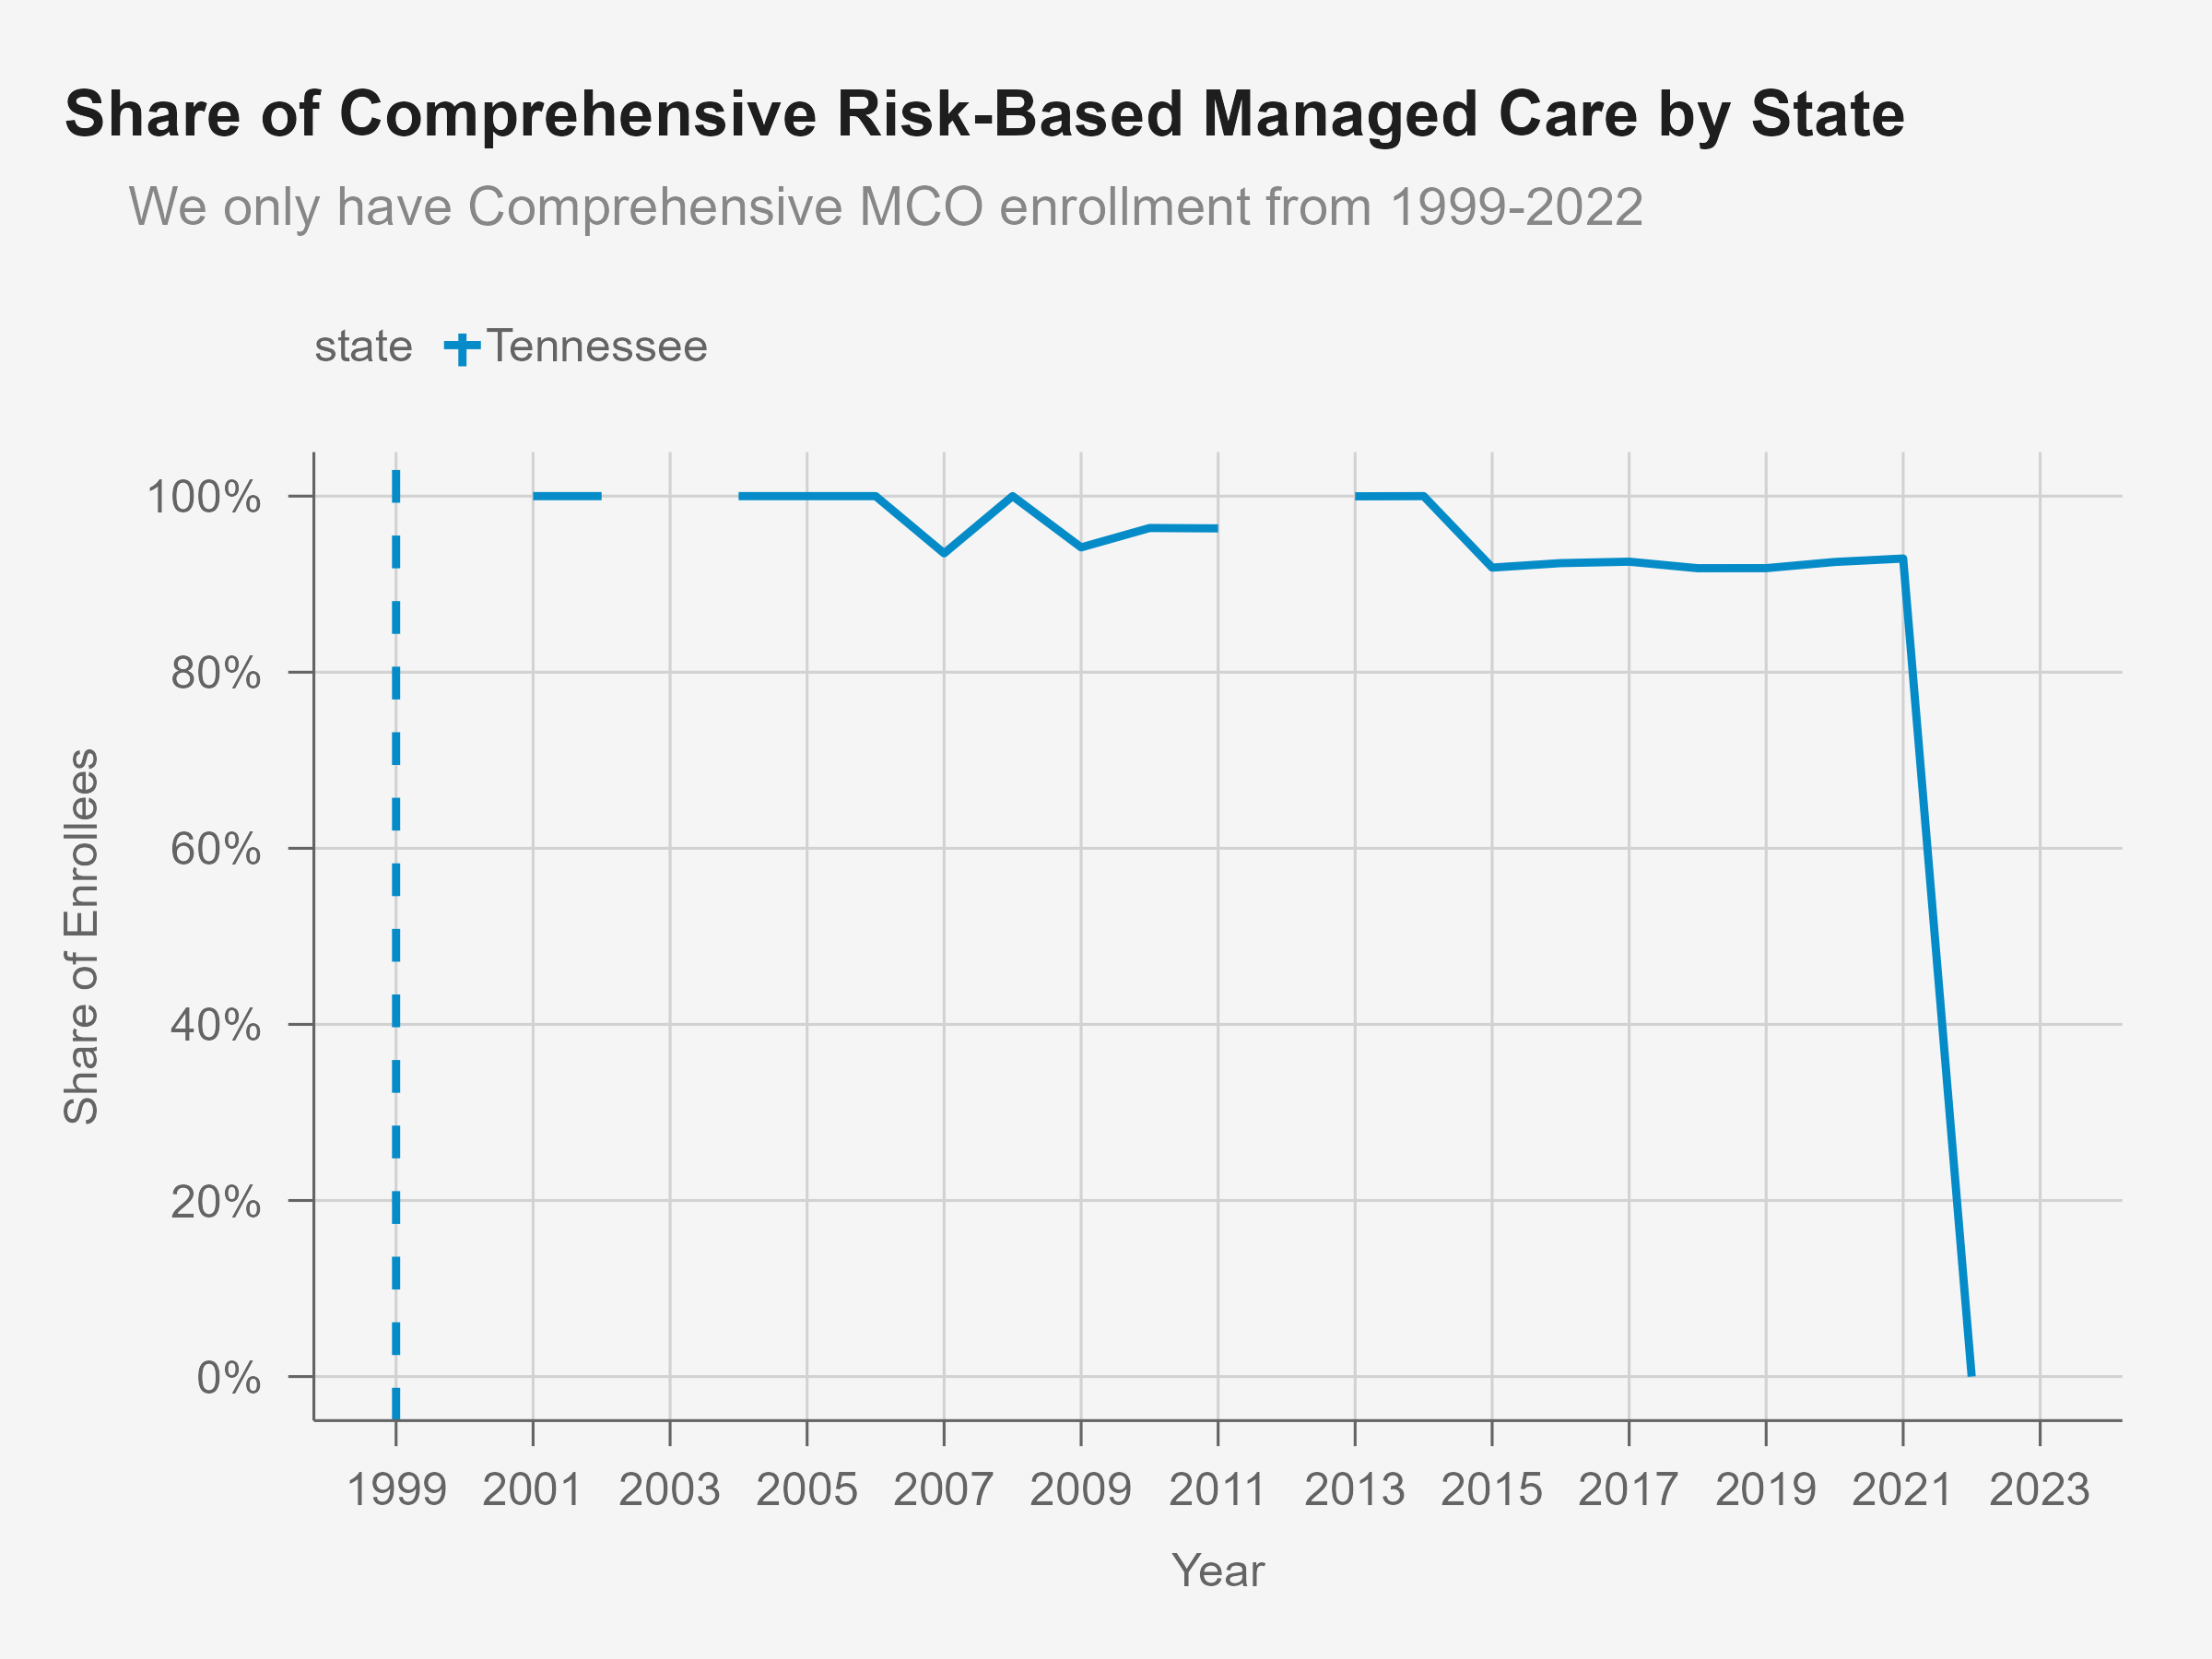 Share of Comprehensive Risk-Based Managed Care by State
We only have Comprehensive MCO enrollment from 1999-2022
state Tennessee
100%
80%
60%
40%
20%
0%
Share of Enrollees
1999 2001 2003 2005 2007 2009 2011 2013 2015 2017 2019 2021 2023
Year